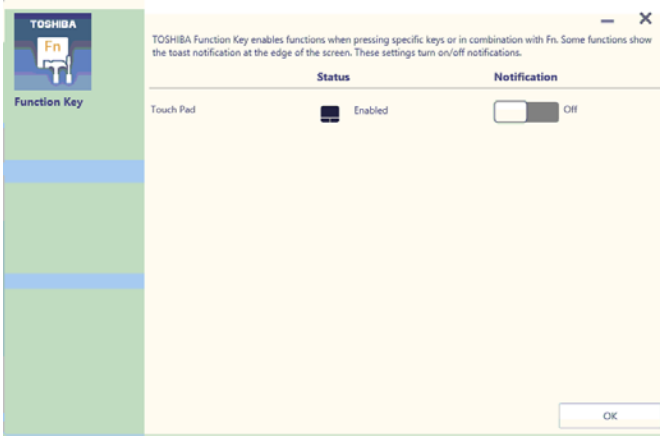 TOSHIBA
Fn
Function Key
TOSHIBA Function Key enables functions when pressing specific keys or in combination with Fn. Some functions show
the toast notification at the edge of the screen. These settings turn on/off notifications.
Status Notification
Touch Pad Enabled Off
OK